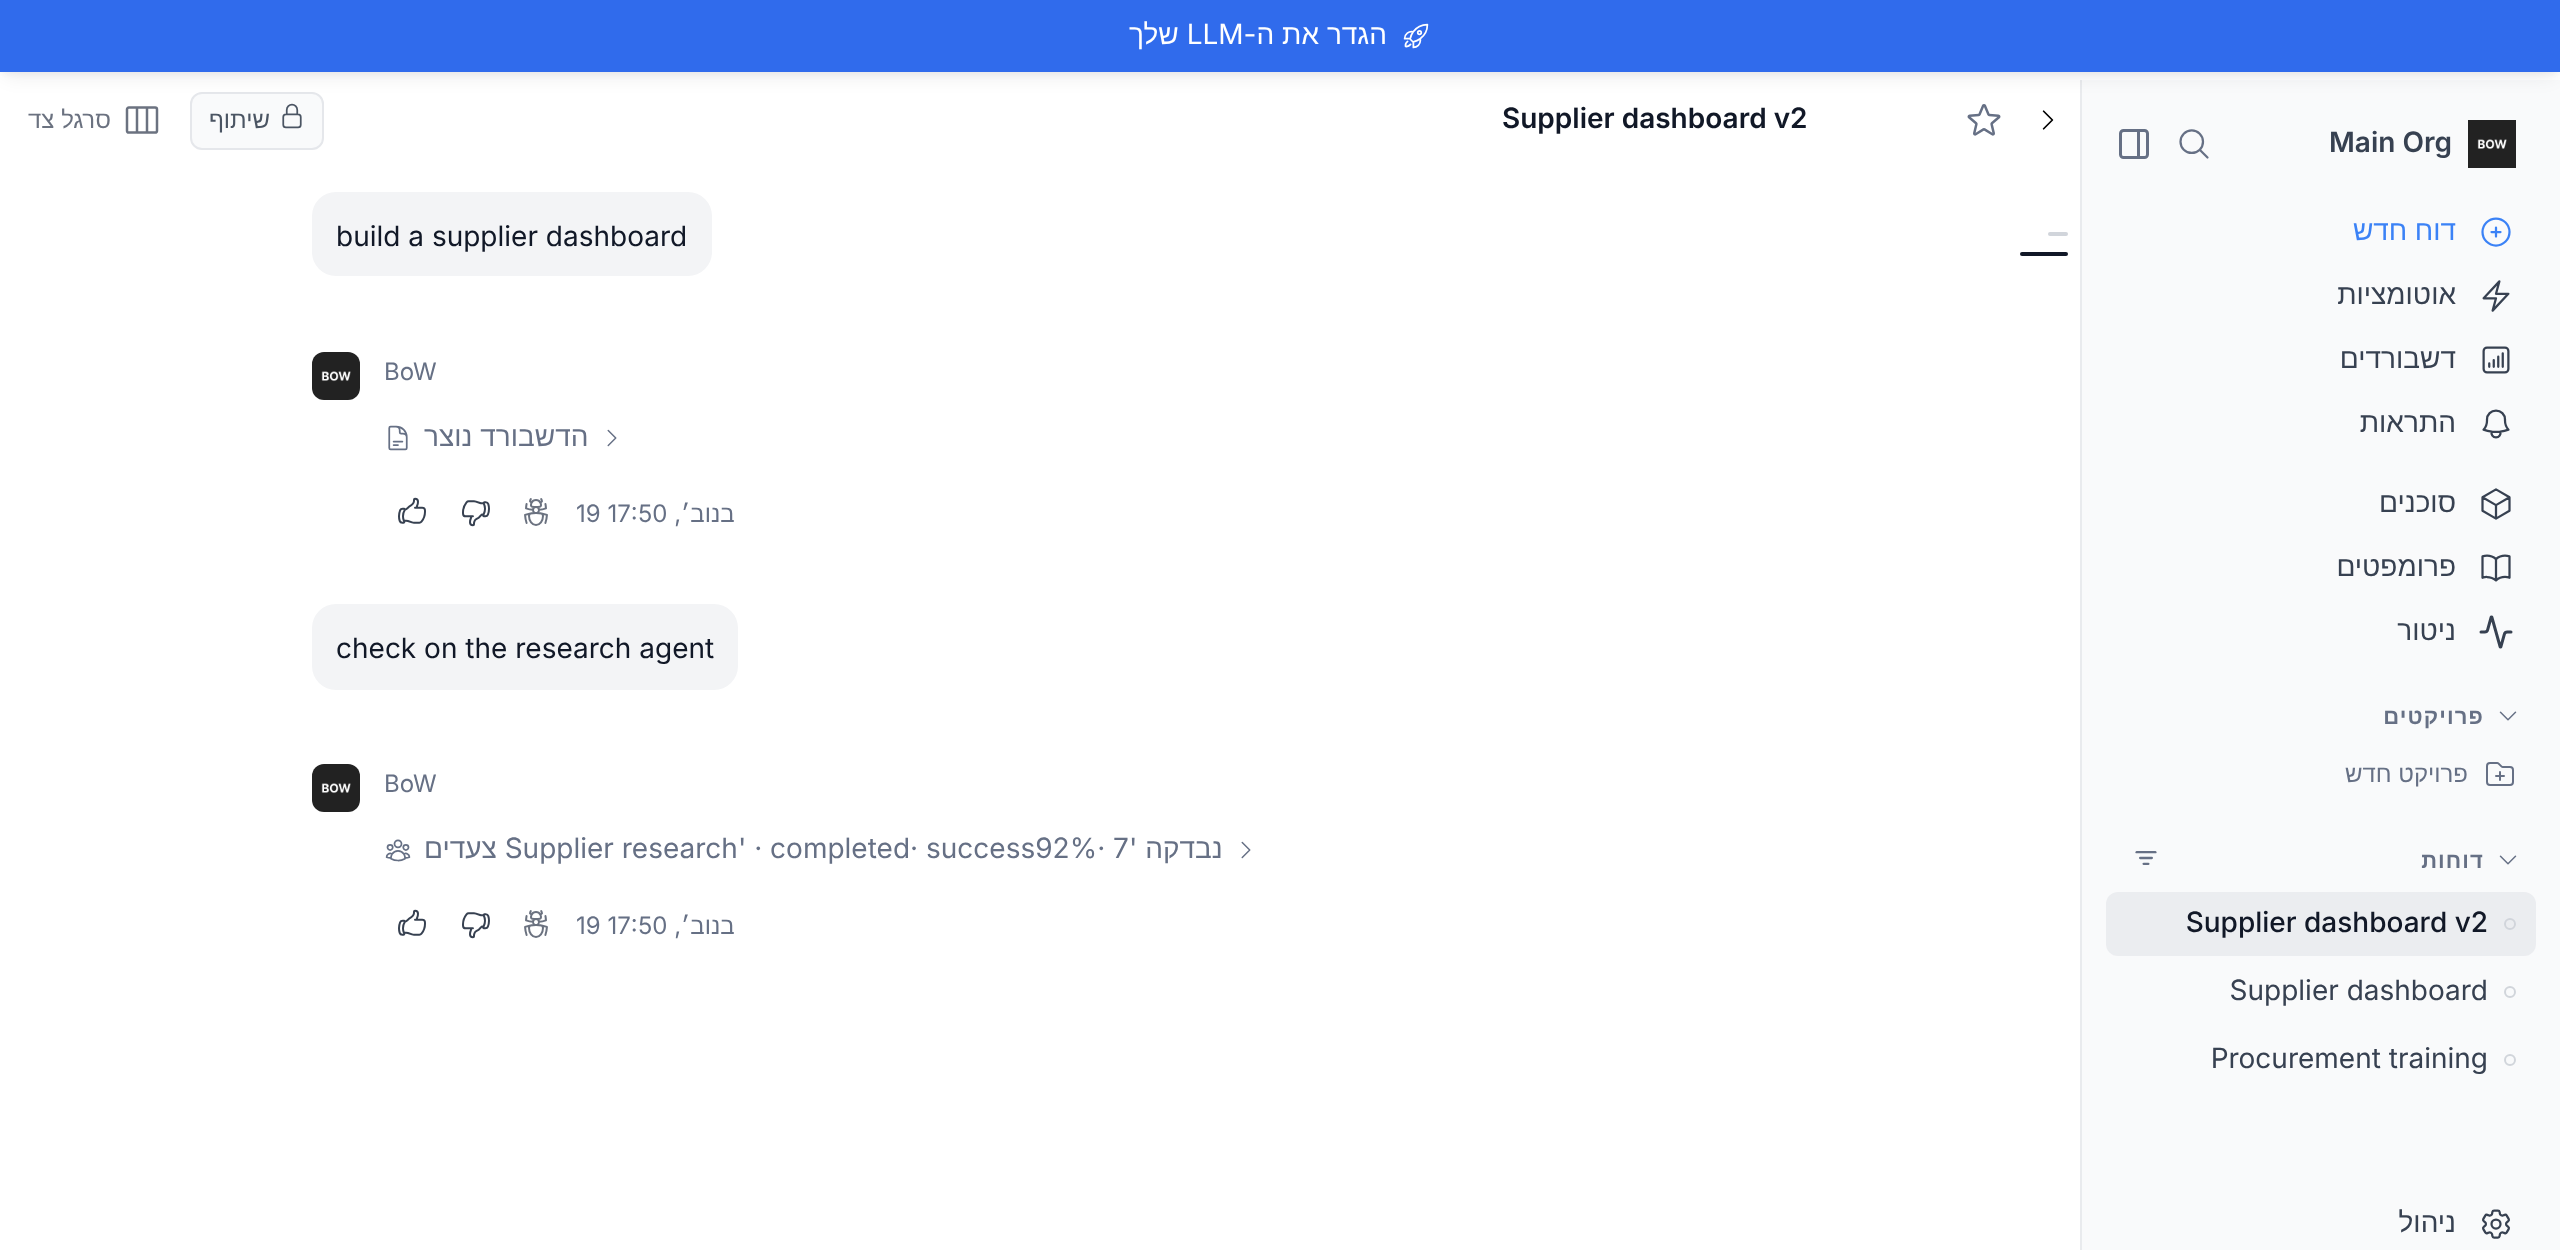 הגדר את ה-LLM שלך
Main Org
BOW
דוח חדש
אוטומציות
דשבורדים
התראות
סוכנים
פרומפטים
ניטור
פרויקטים
פרויקט חדש
דוחות
Supplier dashboard v2
Supplier dashboard
Procurement training
ניהול
Supplier dashboard v2
שיתוף
סרגל צד
build a supplier dashboard
BOW
BoW
הדשבורד נוצר
19 בנוב׳, 17:50
check on the research agent
BOW
BoW
נבדקה 'Supplier research' · completed· success92%· 7 צעדים
19 בנוב׳, 17:50